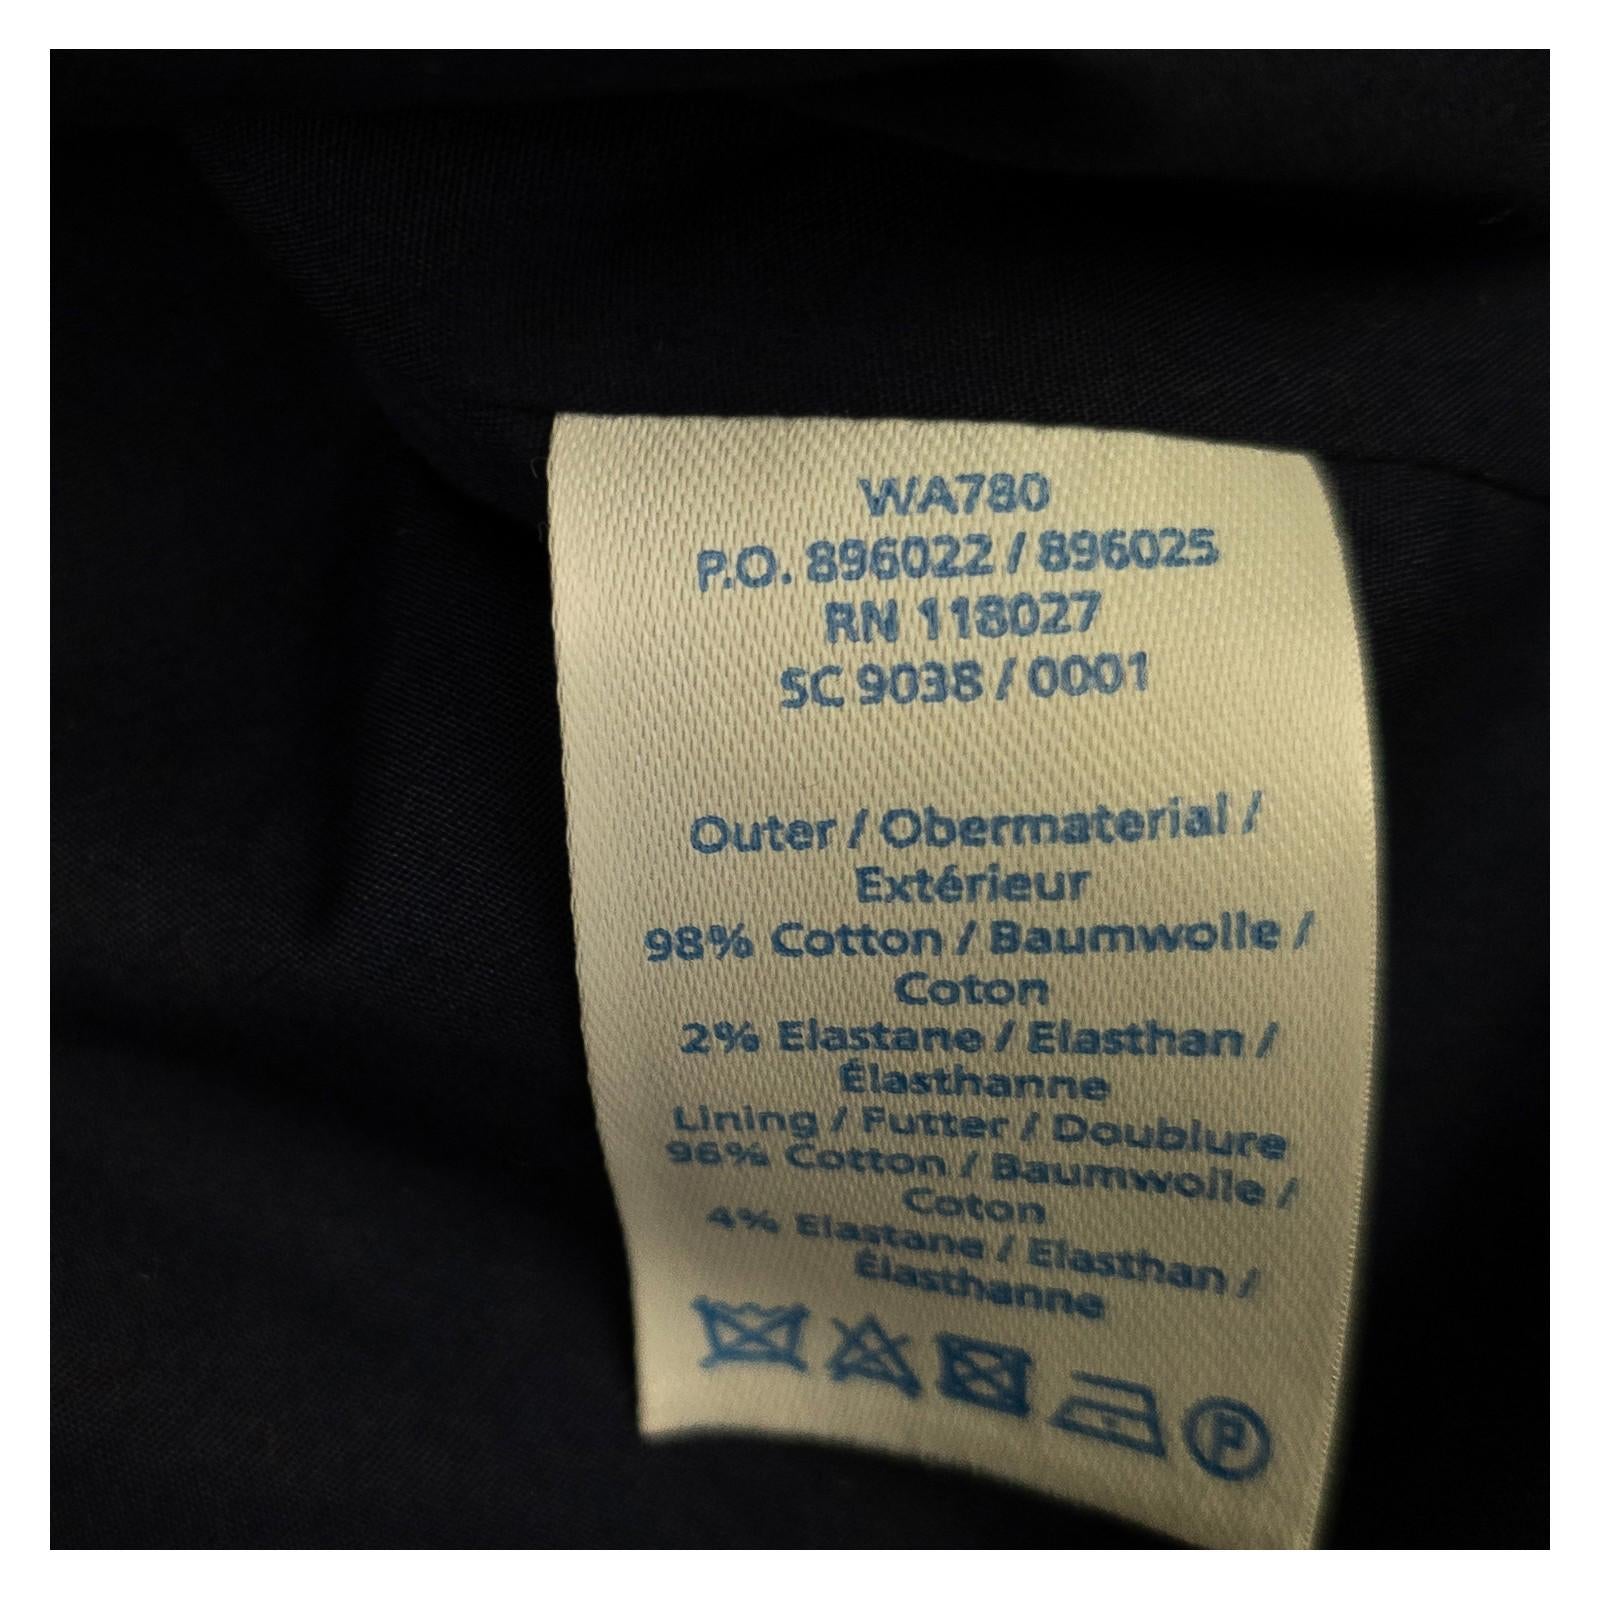 WA780
P.O. 896022 / 896025
RN 118027
SC 9038 / 0001
Outer / Obermaterial /
Extérieur
98% Cotton / Baumwolle /
Coton
2% Elastane / Elasthan /
Élasthanne
Lining / Futter / Doublure
96% Cotton / Baumwolle /
Coton
4% Elastane / Elasthan /
Élasthanne
P